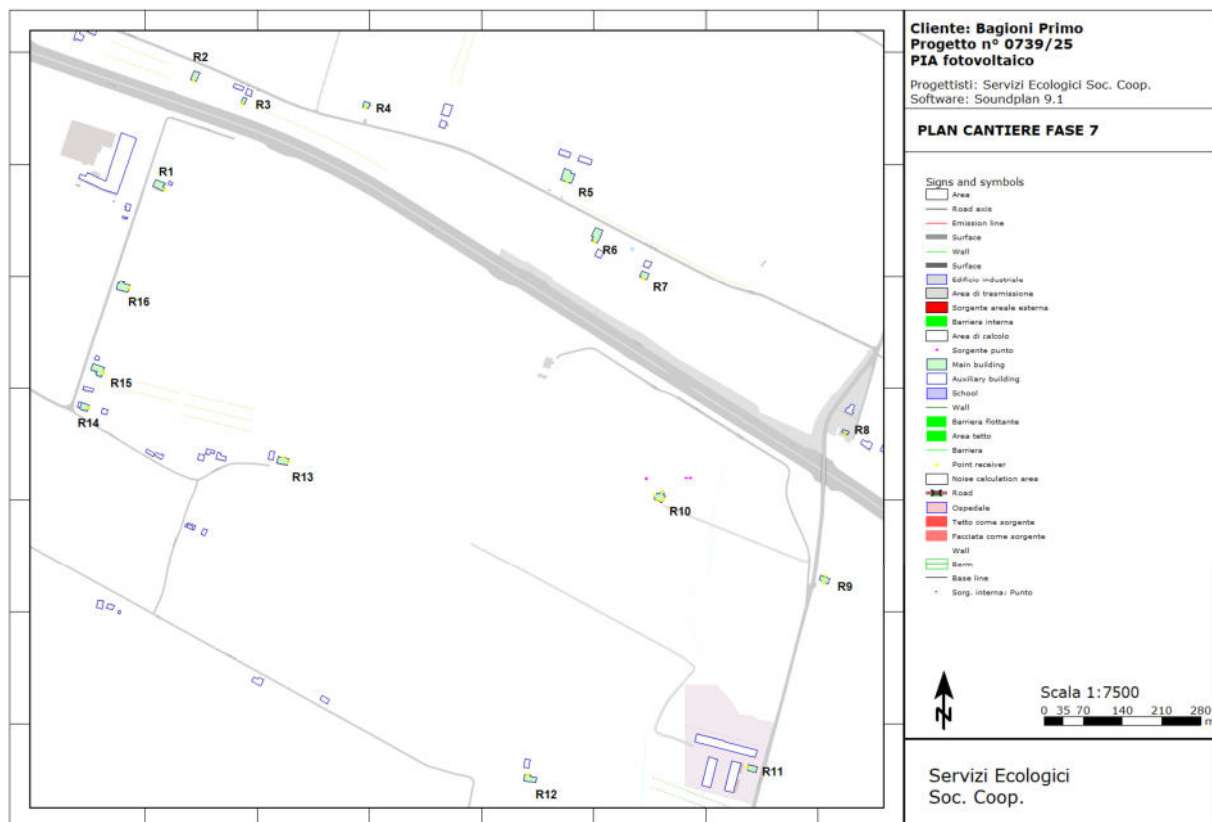 Cliente: Bagioni Primo
Progetto n° 0739/25
PIA fotovoltaico
Progettisti: Servizi Ecologici Soc. Coop.
Software: Soundplan 9.1
PLAN CANTIERE FASE 7
Signs and symbols
Area
Road axis
Emission line
Surface
Wall
Surface
Edificio industriale
Area di trasmissione
Sorgente areale esterna
Barriera interna
Area di calcolo
Sorgente punto
Main building
Auxiliary building
School
Wall
Barriera flottante
Area tetto
Barriera
Point receiver
Noise calculation area
Road
Ospedale
Tetto come sorgente
Facciata come sorgente
Wall
Berm
Base line
Sorg. interna: Punto
N
Scala 1:7500
0 35 70 140 210 280
m
Servizi Ecologici
Soc. Coop.
R2
R3
R4
R1
R5
R6
R7
R16
R15
R14
R8
R13
R10
R9
R11
R12